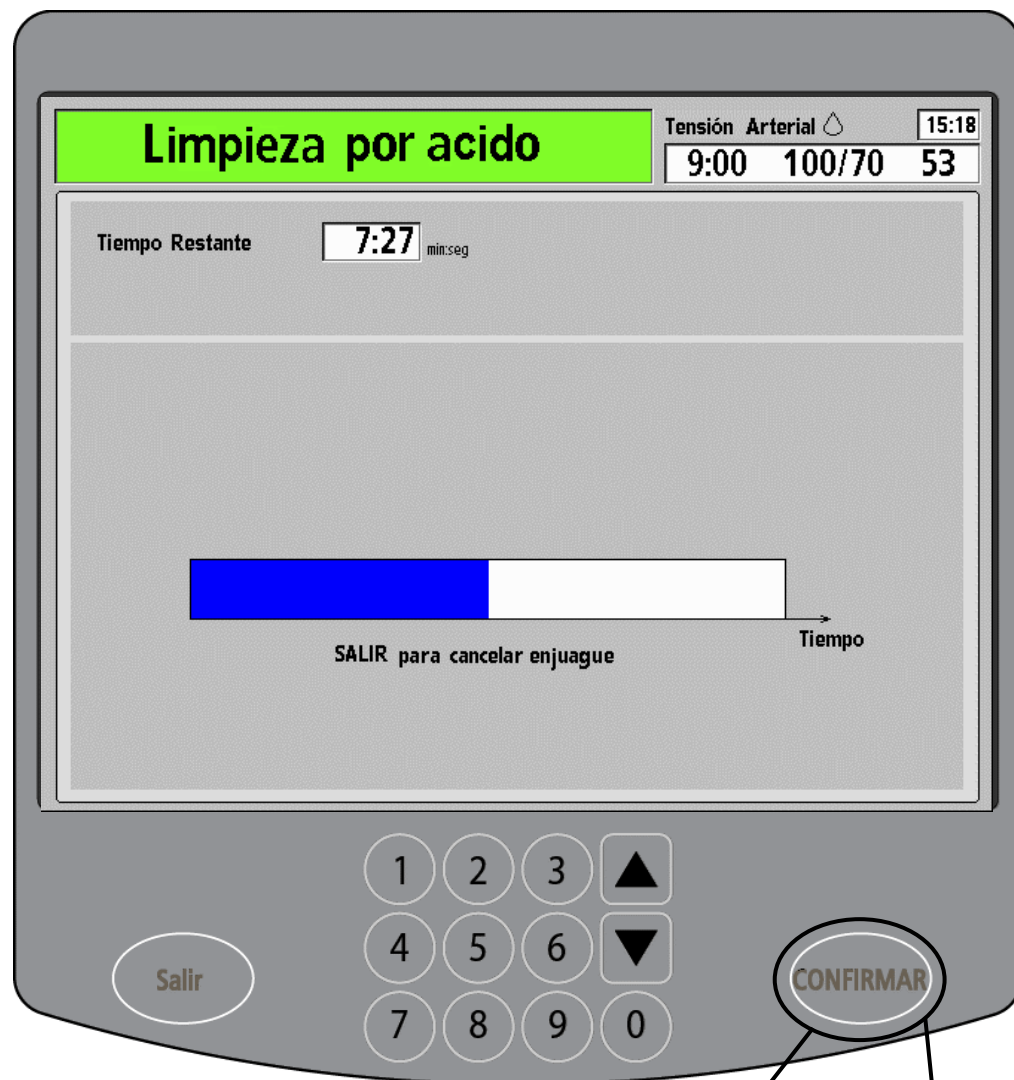 Limpieza por acido
Tensión Arterial 15:18
9:00 100/70 53
Tiempo Restante 7:27 min:seg
Tiempo
SALIR para cancelar enjuague
1 2 3
4 5 6
Salir
CONFIRMAR
7 8 9 0